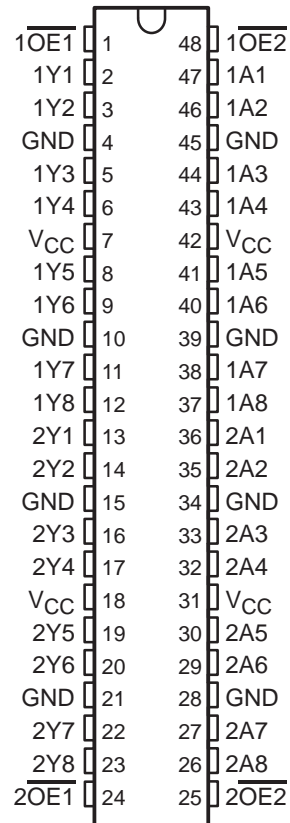 1OE1 1 48 1OE2
1Y1 2 47 1A1
1Y2 3 46 1A2
GND 4 45 GND
1Y3 5 44 1A3
1Y4 6 43 1A4
VCC 7 42 VCC
1Y5 8 41 1A5
1Y6 9 40 1A6
GND 10 39 GND
1Y7 11 38 1A7
1Y8 12 37 1A8
2Y1 13 36 2A1
2Y2 14 35 2A2
GND 15 34 GND
2Y3 16 33 2A3
2Y4 17 32 2A4
VCC 18 31 VCC
2Y5 19 30 2A5
2Y6 20 29 2A6
GND 21 28 GND
2Y7 22 27 2A7
2Y8 23 26 2A8
2OE1 24 25 2OE2